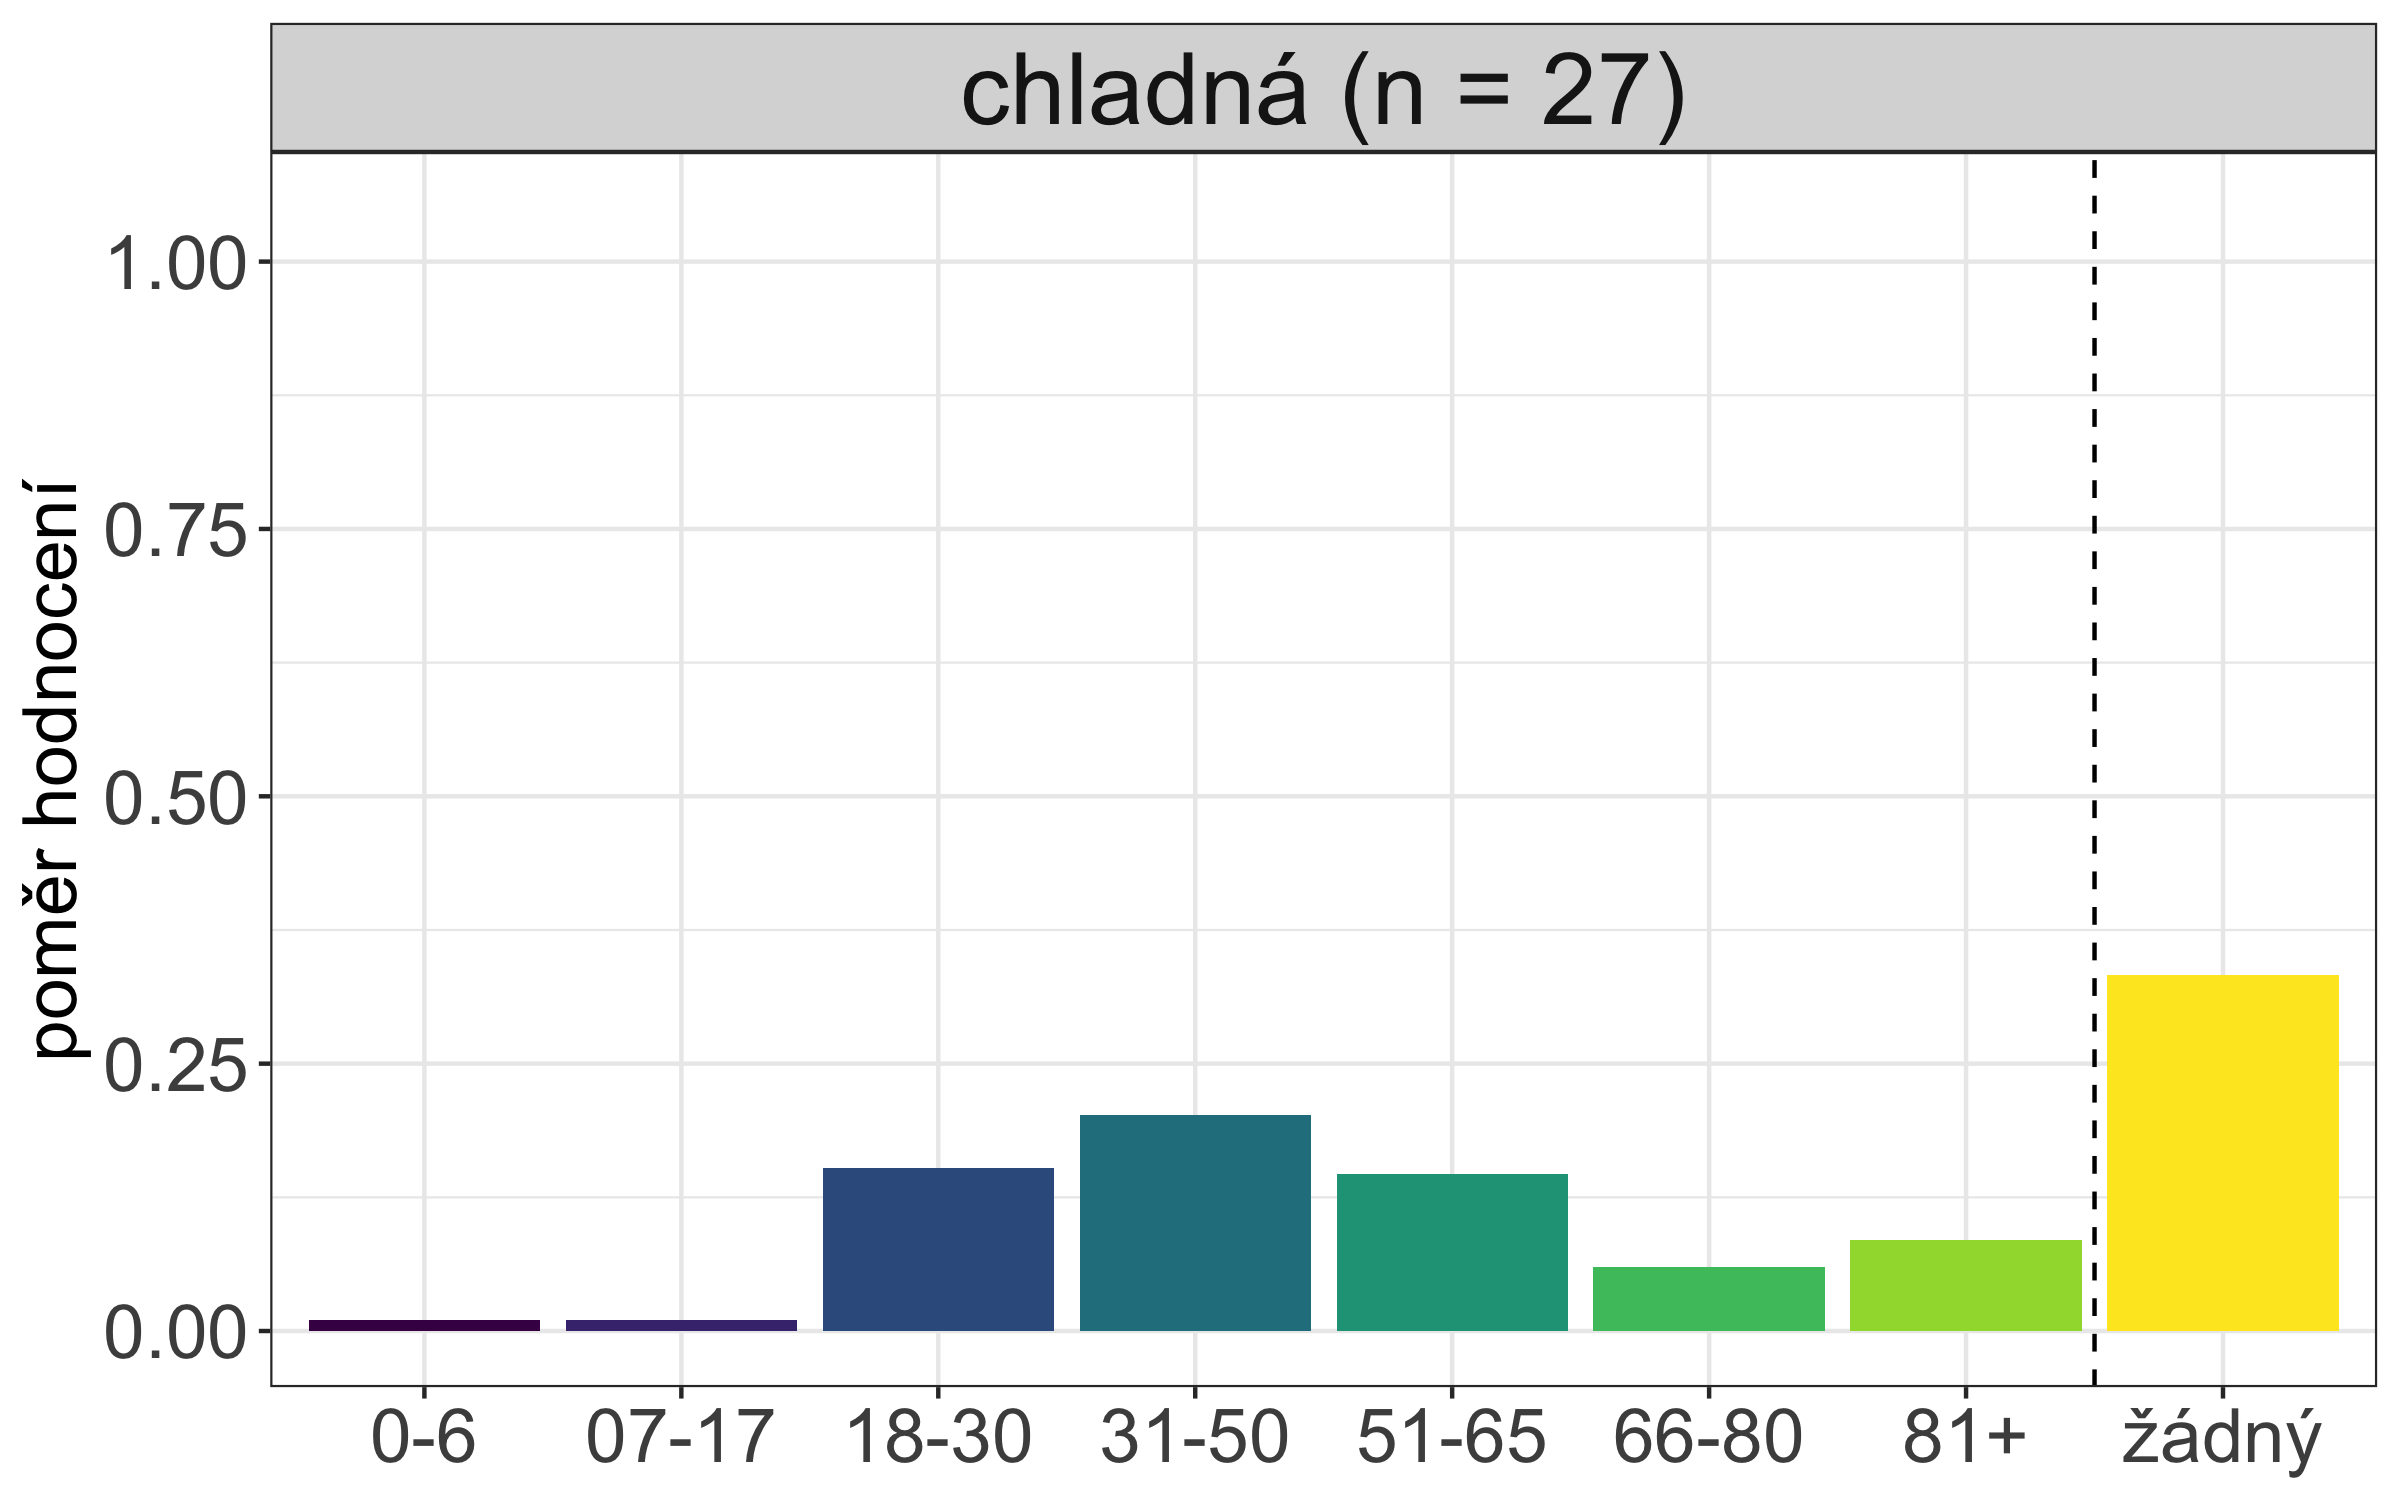 chladná (n = 27)
poměr hodnocení
1.00
0.75
0.50
0.25
0.00
0-6 07-17 18-30 31-50 51-65 66-80 81+ žádný